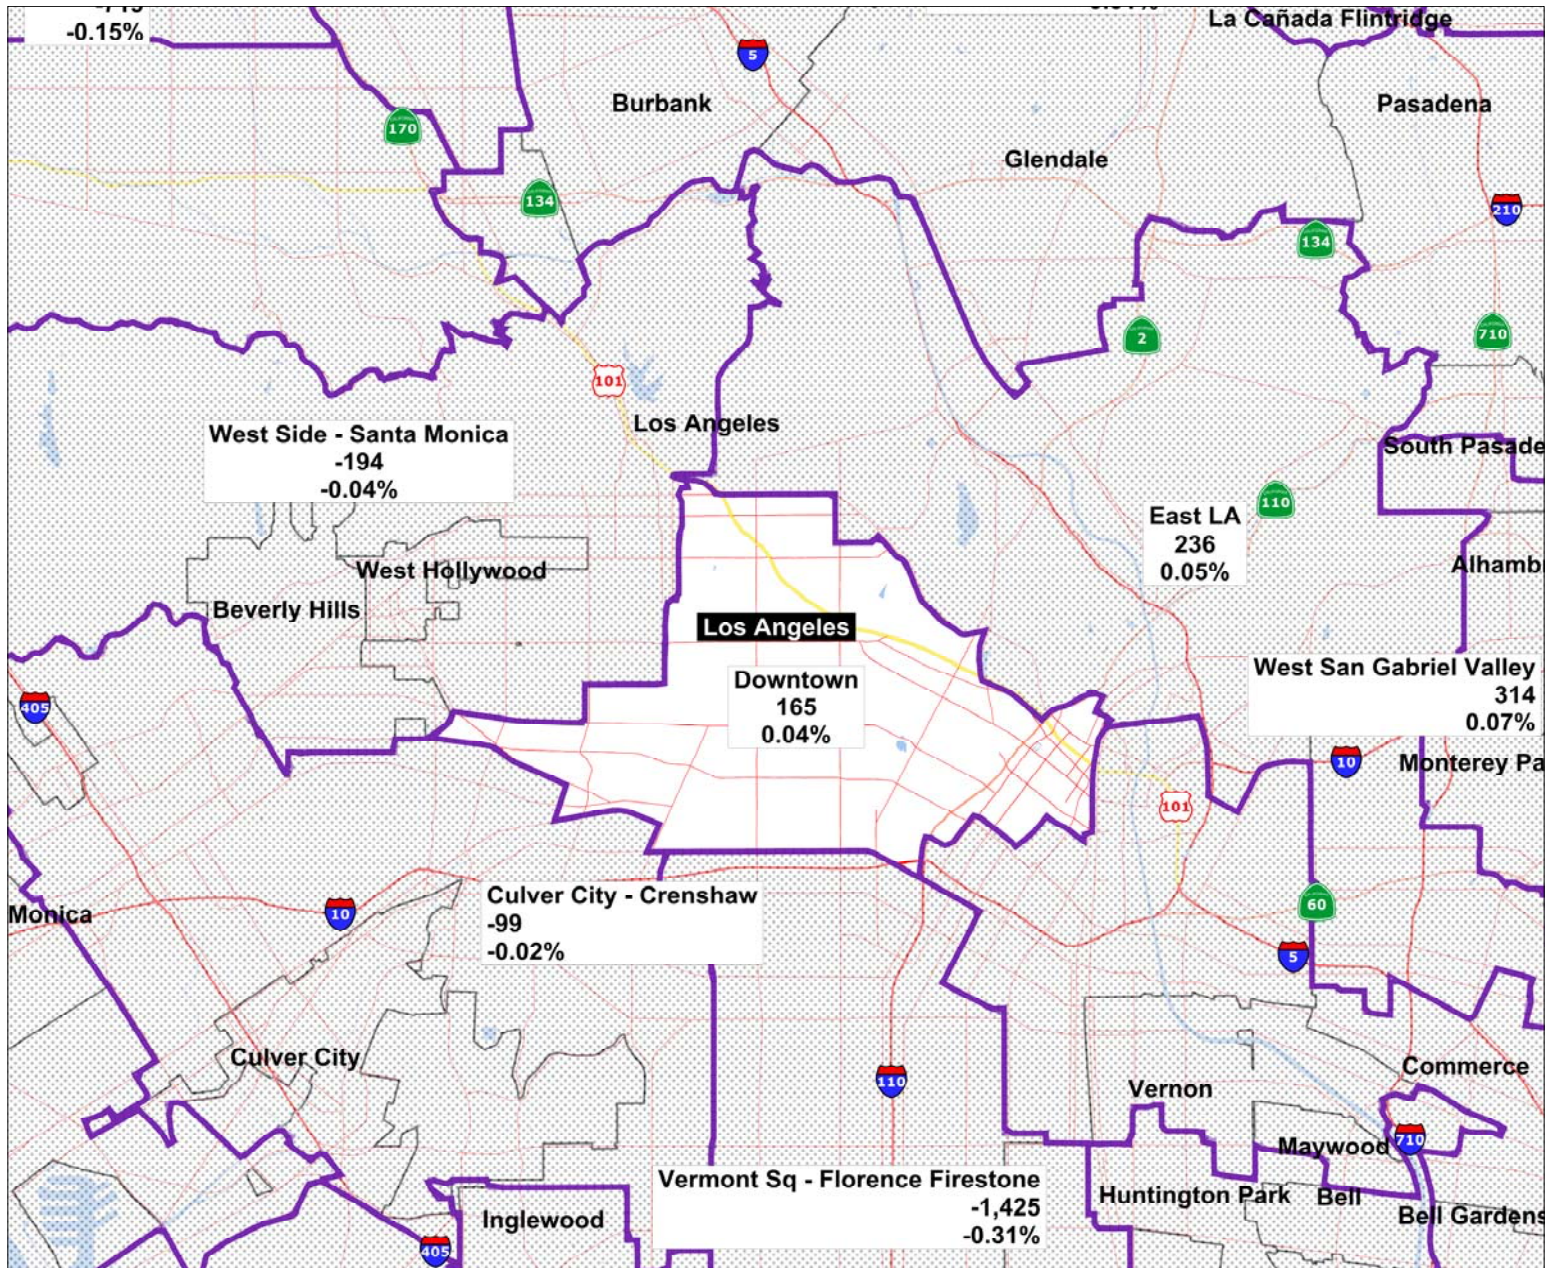 -0.15%
La Cañada Flintridge
5
Burbank
Pasadena
170
Glendale
134
210
134
2
710
101
Los Angeles
West Side - Santa Monica
-194
-0.04%
South Pasade
110
East LA
236
0.05%
Alhamb
West Hollywood
Beverly Hills
Los Angeles
West San Gabriel Valley
314
0.07%
Downtown
165
0.04%
405
10
Monterey Pa
101
Culver City - Crenshaw
-99
-0.02%
60
Monica
10
5
Culver City
110
Commerce
Vernon
710
Maywood
Vermont Sq - Florence Firestone
-1,425
-0.31%
Huntington Park
Bell
Bell Gardens
Inglewood
405